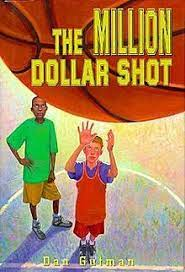 THE MILLION
DOLLAR SHOT
Dan Gutman